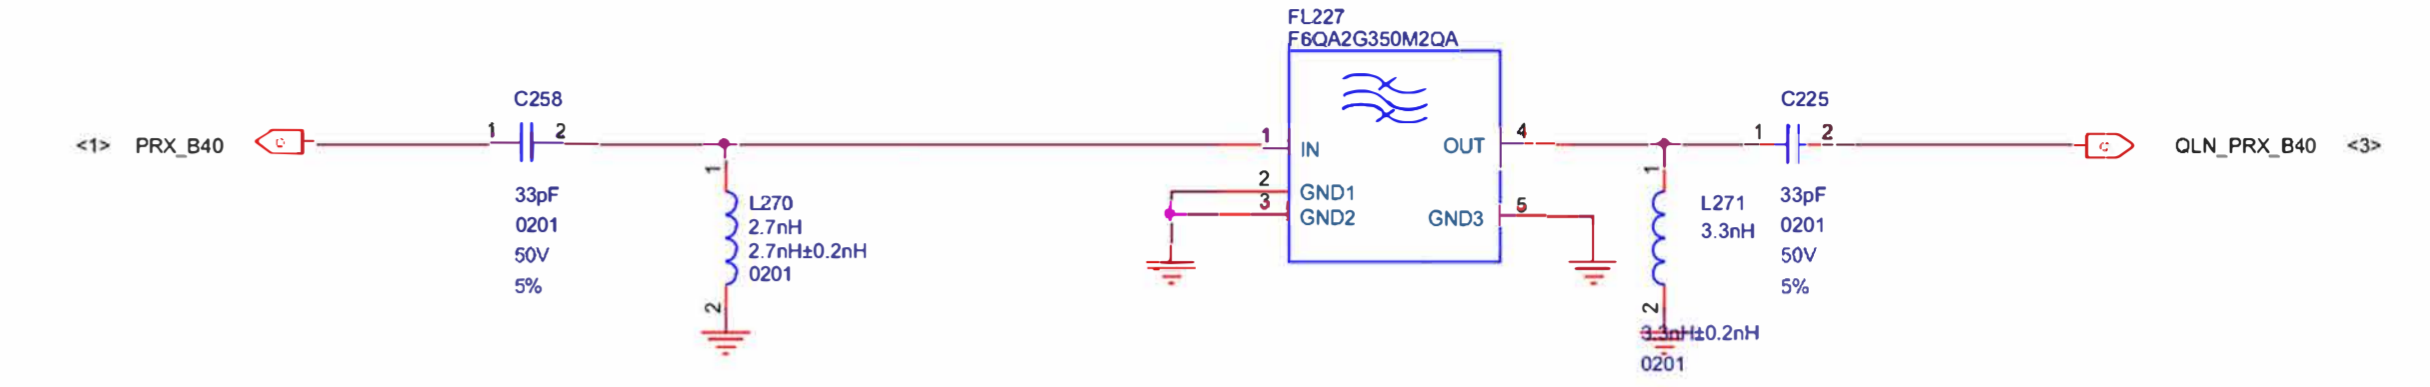 FL227
F6QA2G350M2QA
C258
C225
<1> PRX_B40
1 2
1 IN
OUT 4
1 2
QLN_PRX_B40 <3>
2 GND1
3 GND2
GND3 5
33pF
0201
50V
5%
1
L270
2.7nH
2.7nH±0.2nH
0201
2
1
L271
3.3nH
2
3.3nH±0.2nH
0201
33pF
0201
50V
5%